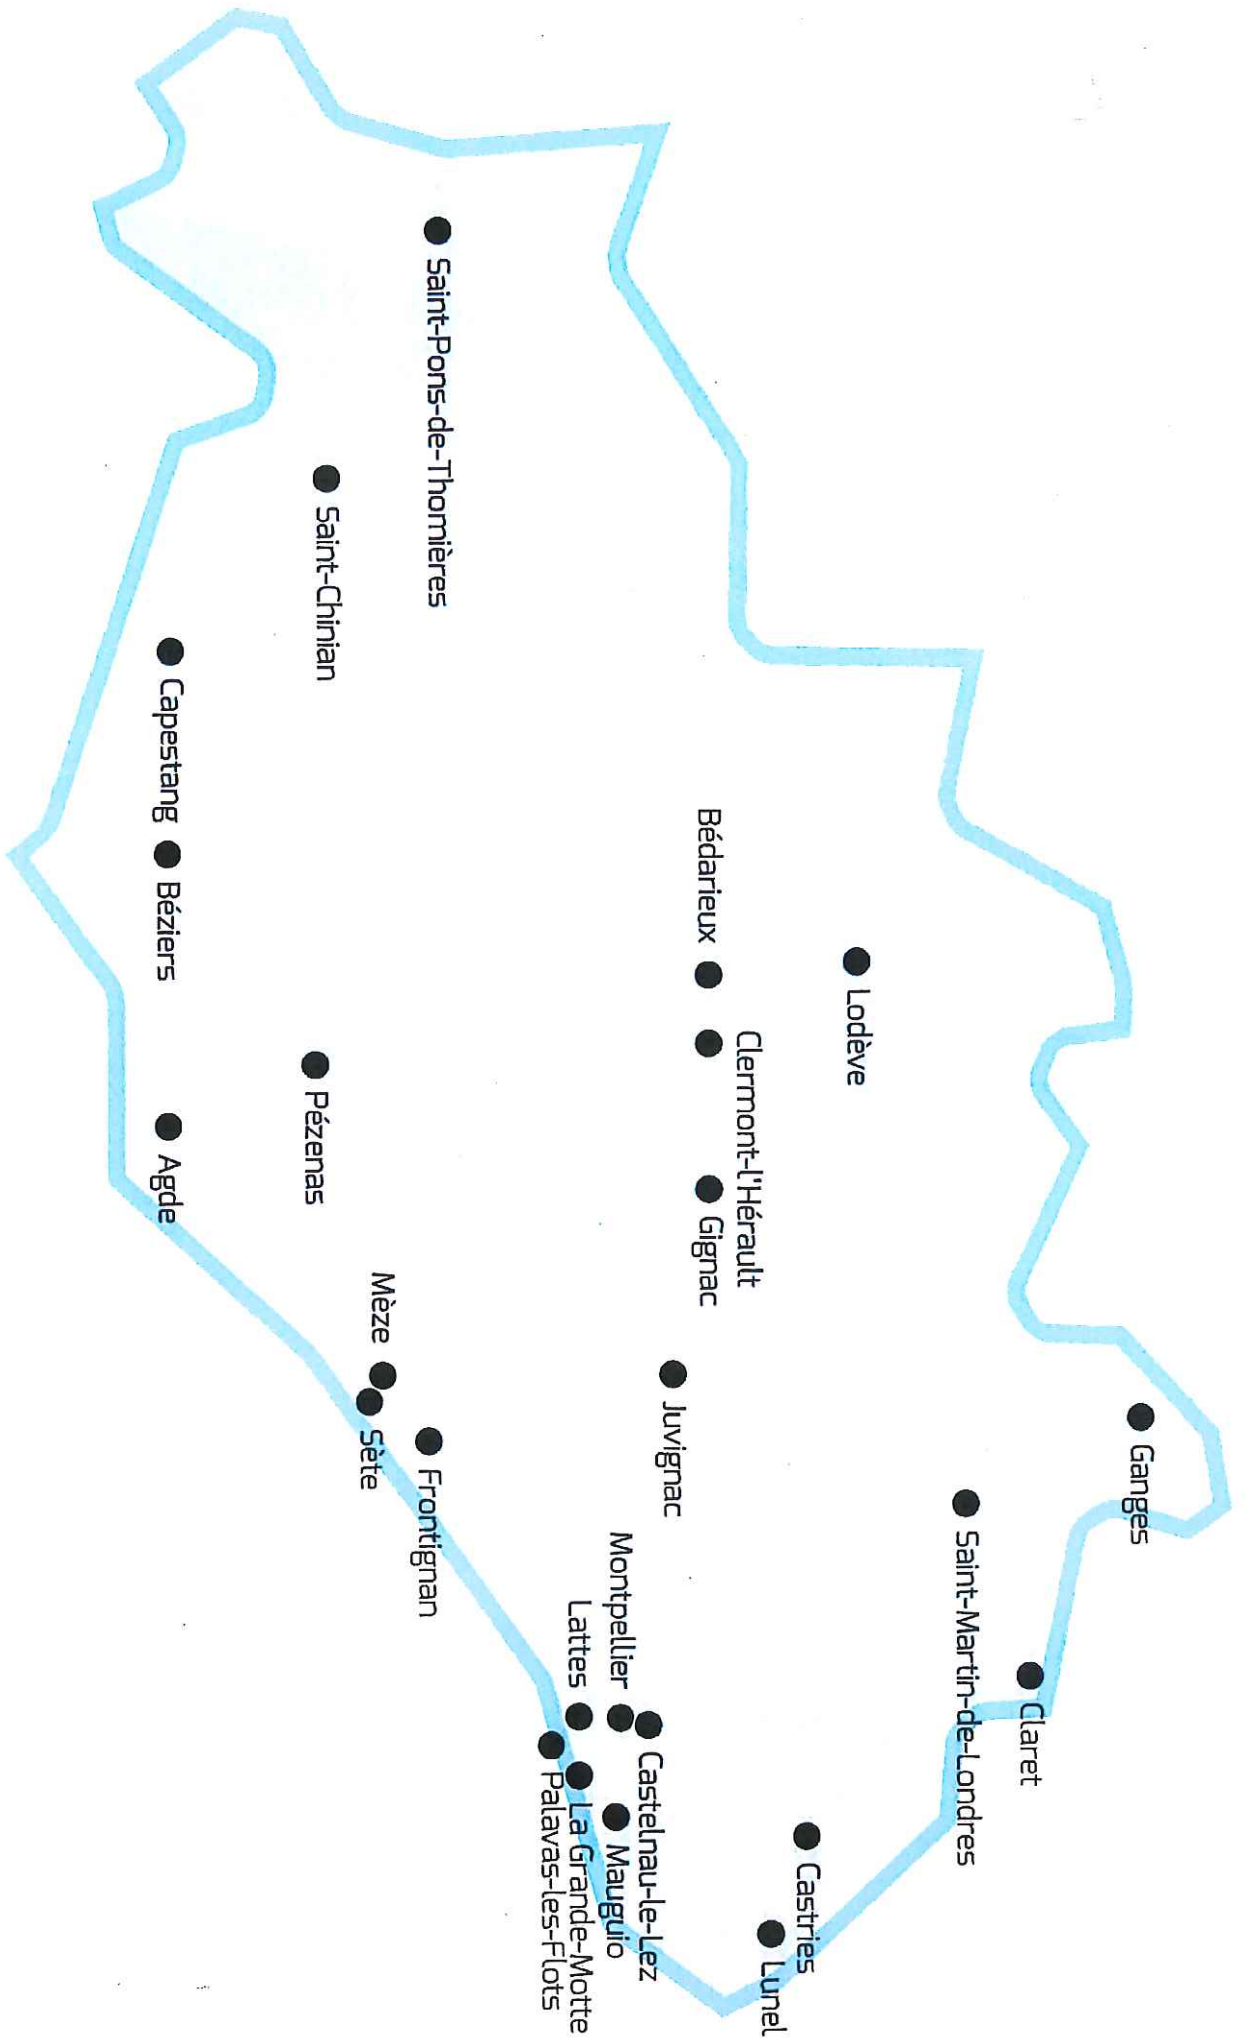 Ganges
Claret
Saint-Martin-de-Londres
Lodève
Castries
Lunel
Clermont-l'Hérault
Bédarieux
Gignac
Juvignac
Castelnau-le-Lez
Montpellier
Mauguio
Lattes
La Grande-Motte
Palavas-les-Flots
Saint-Pons-de-Thomières
Frontignan
Mèze
Sète
Saint-Chinian
Pézenas
Capestang
Béziers
Agde